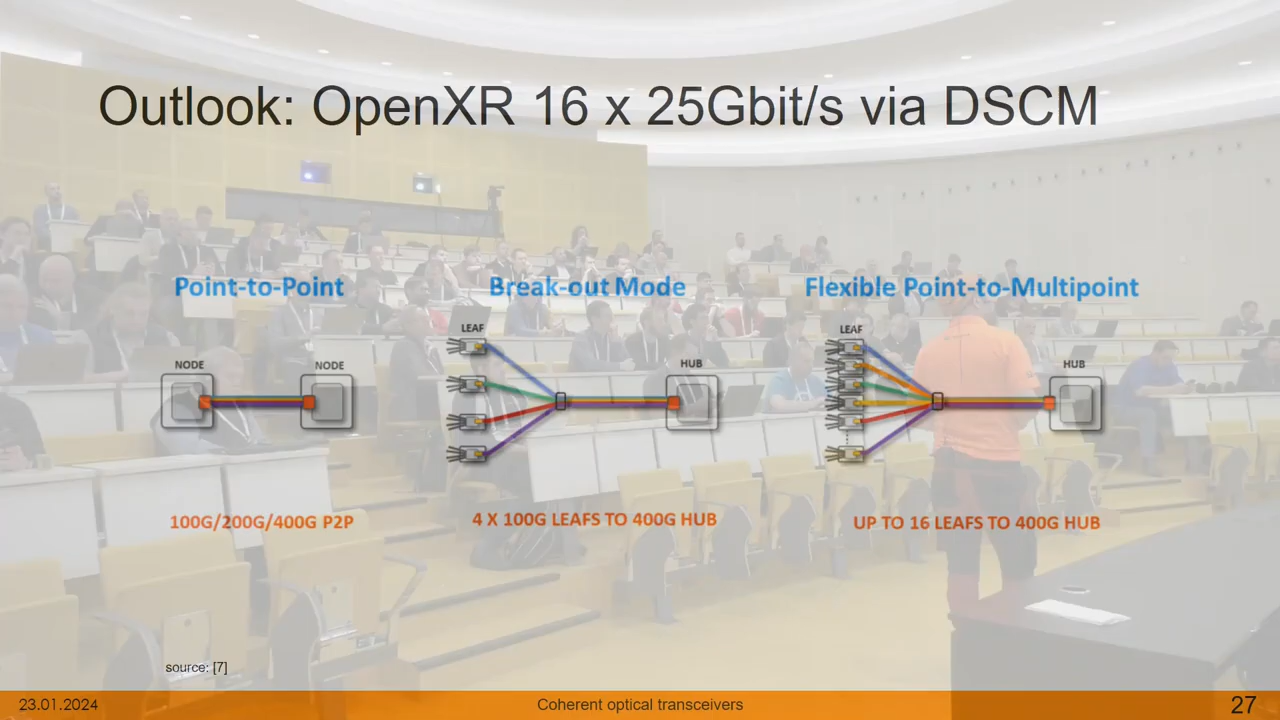 Outlook: OpenXR 16 x 25Gbit/s via DSCM
Point-to-Point
NODE
NODE
100G/200G/400G P2P
Break-out Mode
LEAF
HUB
4 X 100G LEAFS TO 400G HUB
Flexible Point-to-Multipoint
LEAF
HUB
UP TO 16 LEAFS TO 400G HUB
source: [7]
23.01.2024
Coherent optical transceivers
27